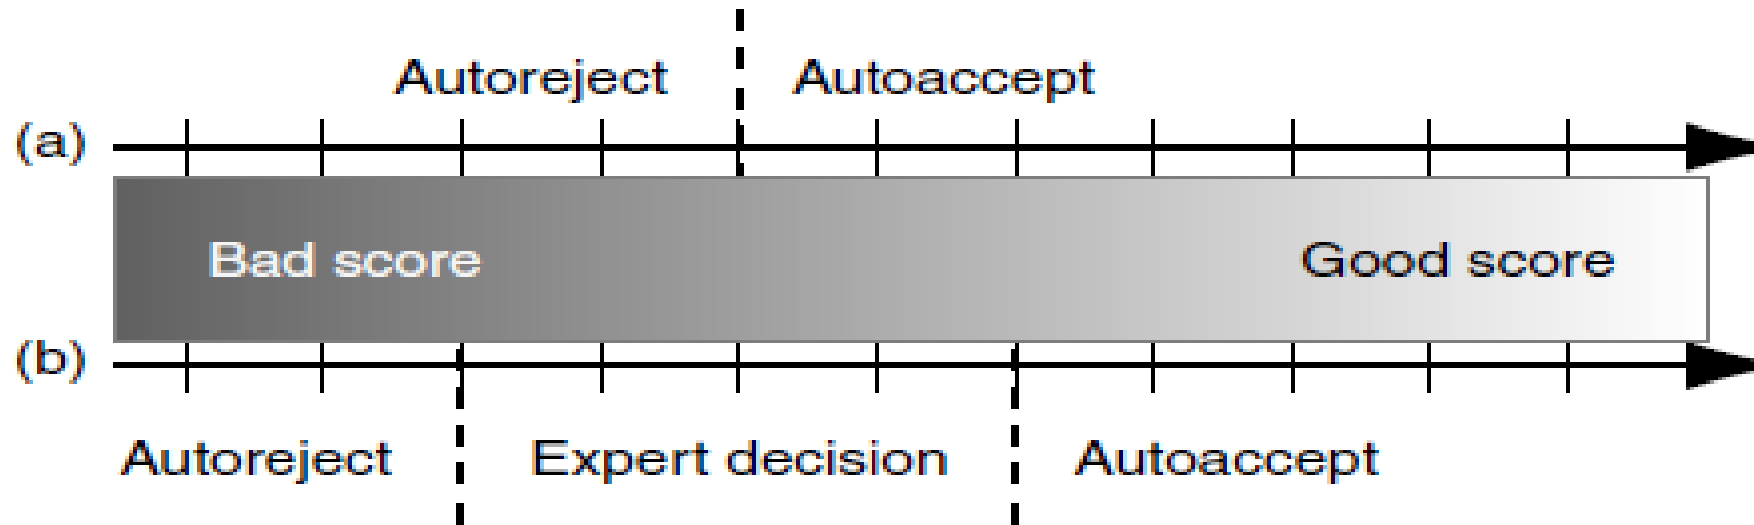 Autoreject Autoaccept
(a)
Bad score Good score
(b)
Autoreject Expert decision Autoaccept